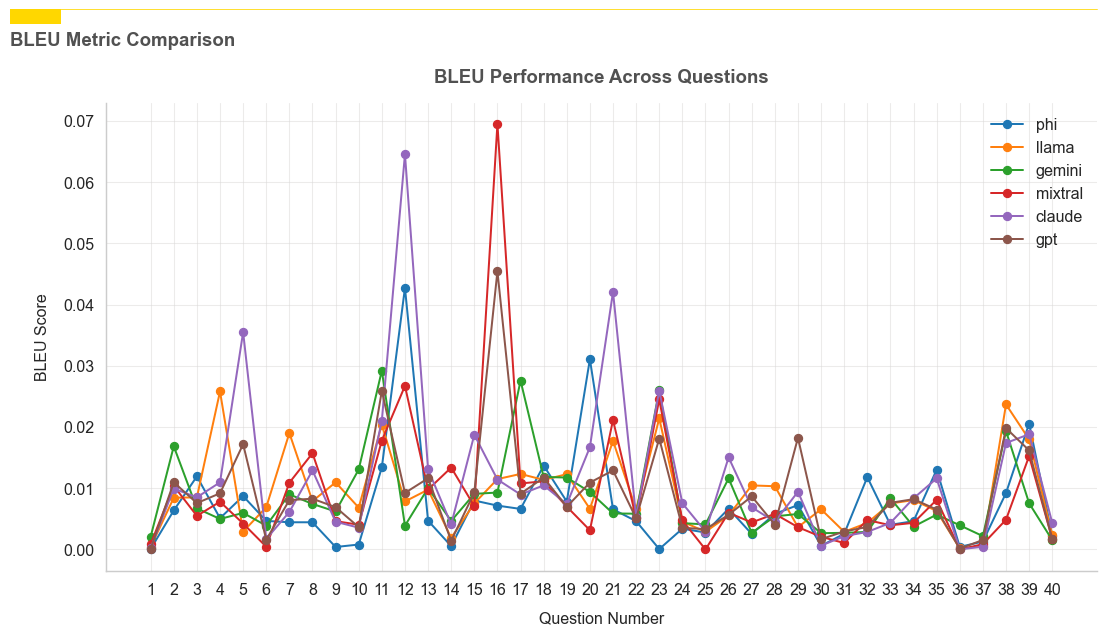 BLEU Metric Comparison
BLEU Performance Across Questions
0.07
0.06
0.05
0.04
0.03
0.02
0.01
0.00
BLEU Score
phi
llama
gemini
mixtral
claude
gpt
1 2 3 4 5 6 7 8 9 10 11 12 13 14 15 16 17 18 19 20 21 22 23 24 25 26 27 28 29 30 31 32 33 34 35 36 37 38 39 40
Question Number